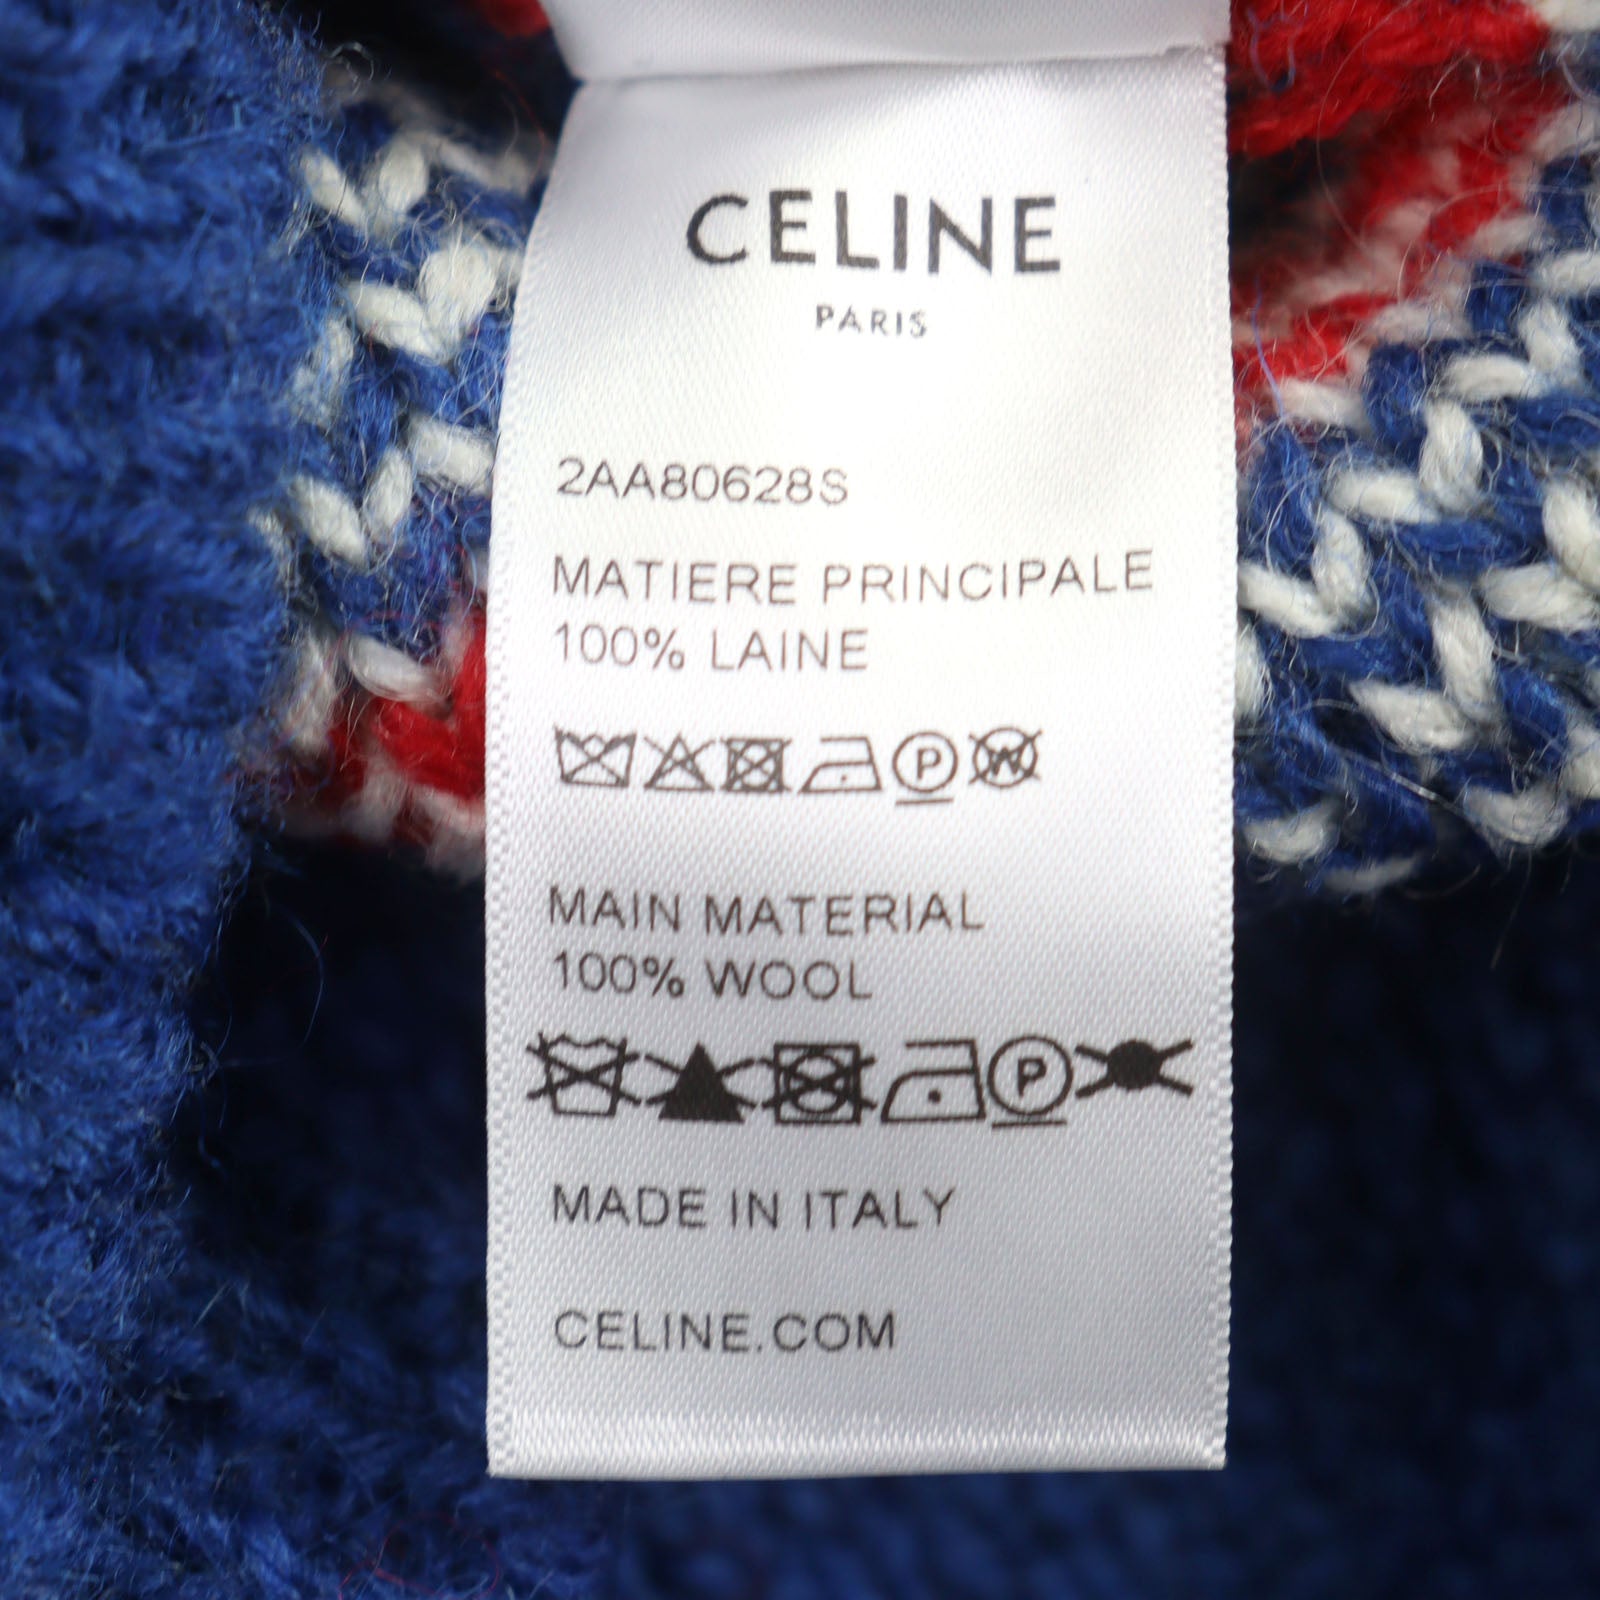 CELINE
PARIS
2AA80628S
MATIERE PRINCIPALE
100% LAINE
P W
MAIN MATERIAL
100% WOOL
P
MADE IN ITALY
CELINE.COM